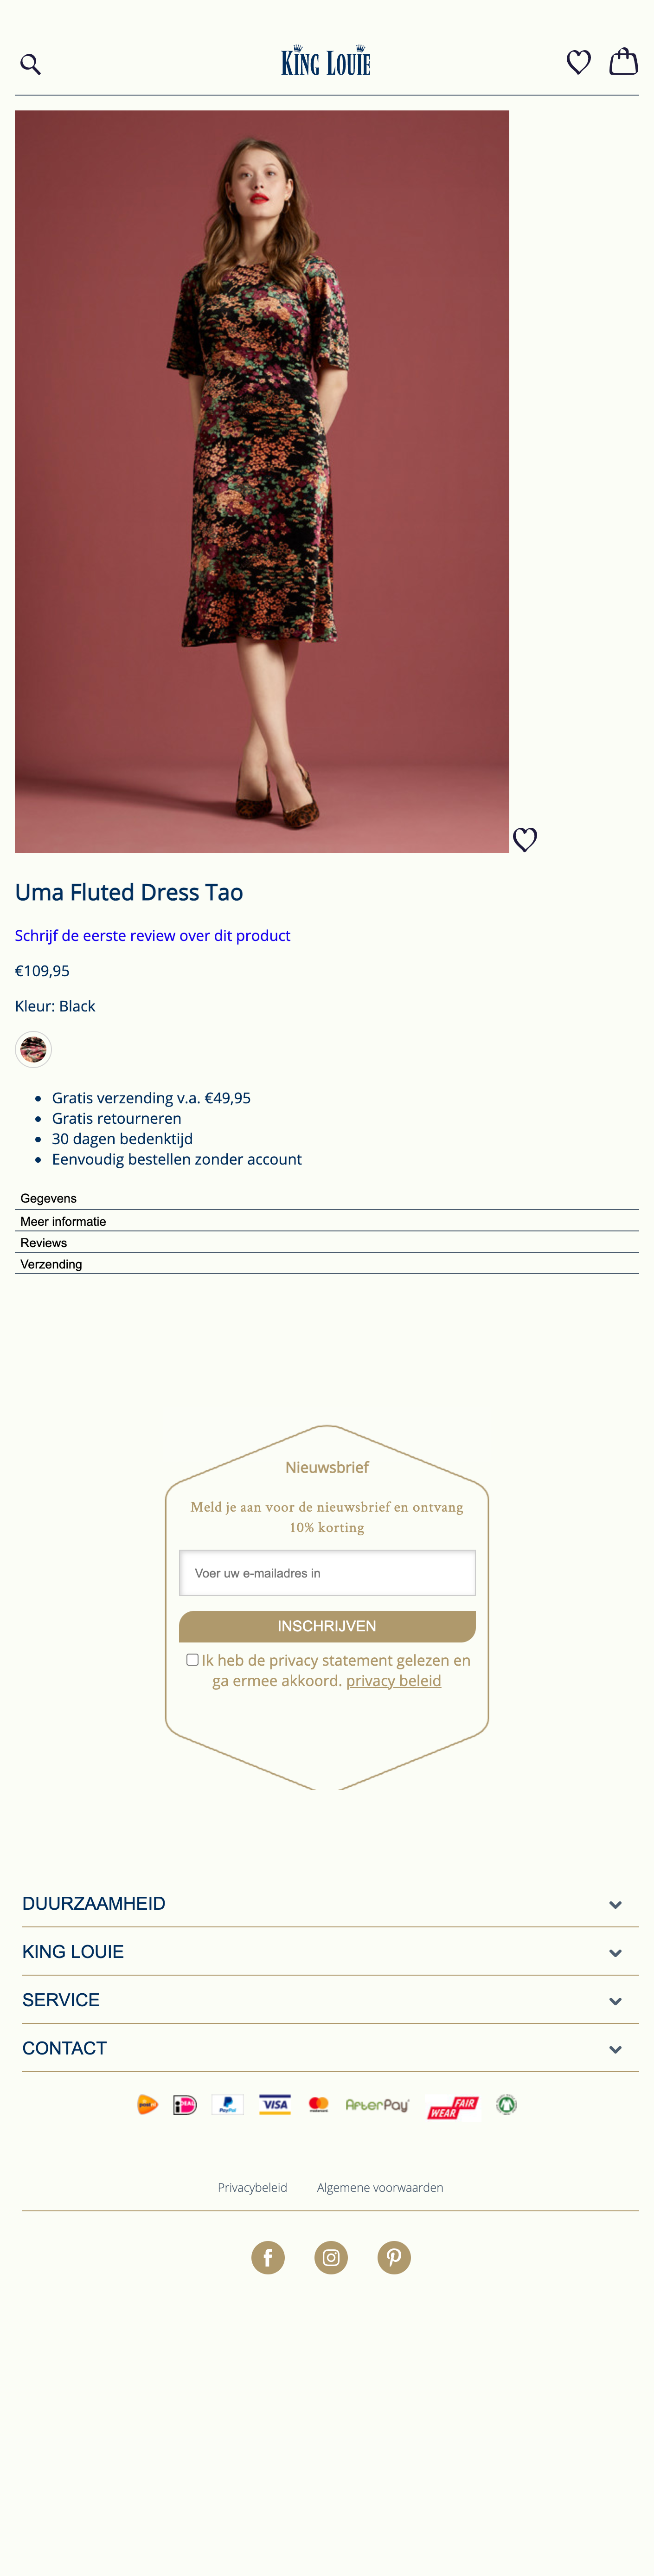 King Louie
Uma Fluted Dress Tao
Schrijf de eerste review over dit product
€109,95
Kleur: Black
Gratis verzending v.a. €49,95
Gratis retourneren
30 dagen bedenktijd
Eenvoudig bestellen zonder account
Gegevens
Meer informatie
Reviews
Verzending
Nieuwsbrief
Meld je aan voor de nieuwsbrief en ontvang
10% korting
Voer uw e-mailadres in
INSCHRIJVEN
Ik heb de privacy statement gelezen en
ga ermee akkoord. privacy beleid
DUURZAAMHEID
KING LOUIE
SERVICE
CONTACT
postnl iDEAL PayPal VISA mastercard AfterPay FAIR WEAR
Privacybeleid Algemene voorwaarden